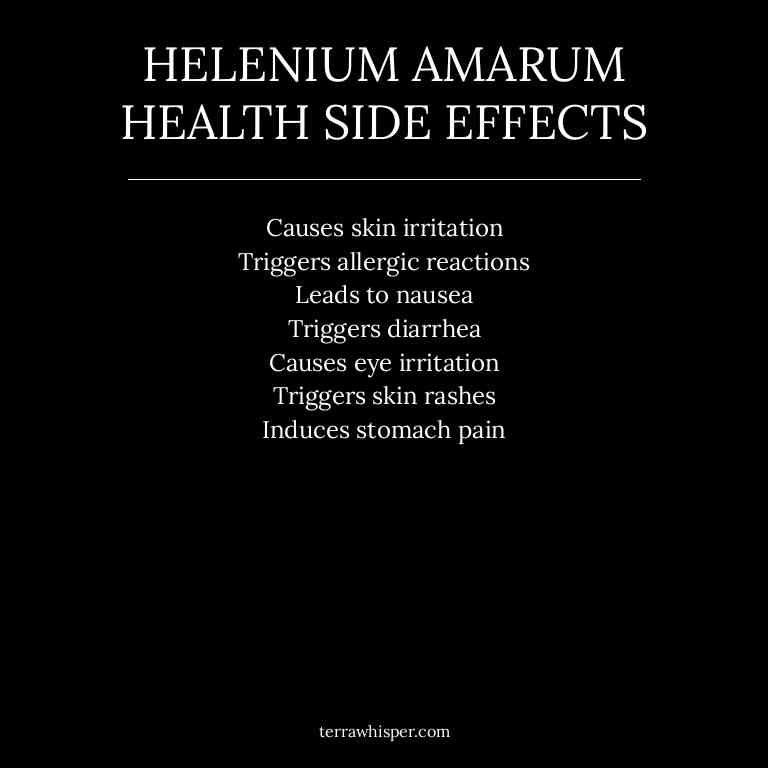 HELENIUM AMARUM
HEALTH SIDE EFFECTS
Causes skin irritation
Triggers allergic reactions
Leads to nausea
Triggers diarrhea
Causes eye irritation
Triggers skin rashes
Induces stomach pain
terrawhisper.com